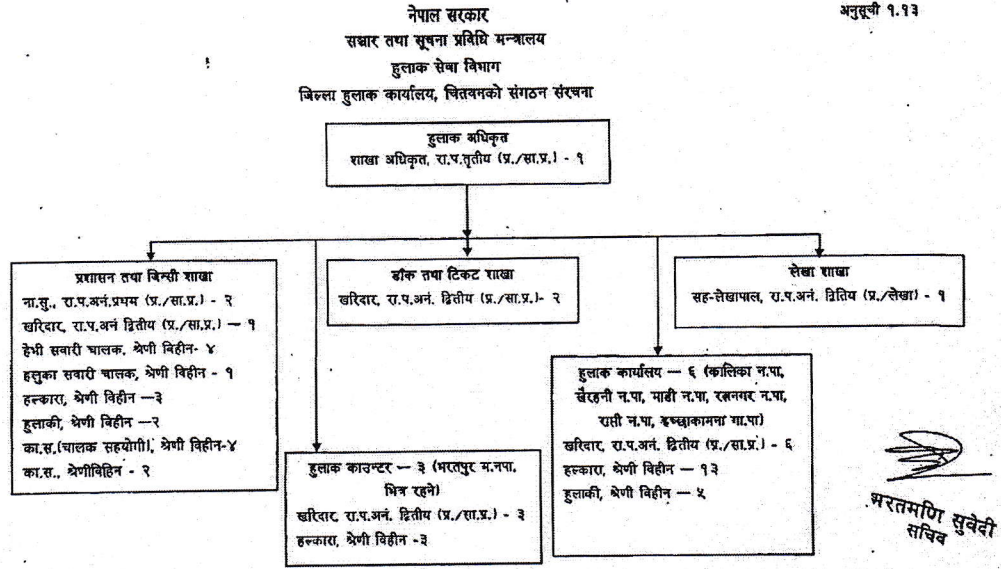 अनुसूची १.१३
नेपाल सरकार
सञ्चार तथा सूचना प्रविधि मन्त्रालय
हुलाक सेवा विभाग
जिल्ला हुलाक कार्यालय, चितवनको संगठन संरचना
हुलाक अधिकृत
शाखा अधिकृत, रा.प.तृतीय (प्र./सा.प्र.) - १
प्रशासन तथा जिन्सी शाखा
ना.सु., रा.प.अनं.प्रथम (प्र./सा.प्र.) - २
खरिदार, रा.प.अनं द्वितीय (प्र./सा.प्र.) — १
हेभी सवारी चालक, श्रेणी विहीन- ४
हलुका सवारी चालक, श्रेणी विहीन - १
हल्कारा, श्रेणी विहीन —३
हुलाकी, श्रेणी विहीन —२
का.स.(चालक सहयोगी), श्रेणी विहीन-४
का.स., श्रेणीविहिन - २
डाँक तथा टिकट शाखा
खरिदार, रा.प.अनं. द्वितीय (प्र./सा.प्र.)- २
लेखा शाखा
सह-लेखापाल, रा.प.अनं. द्वितिय (प्र./लेखा) - १
हुलाक काउन्टर — ३ (भरतपुर म.नपा,
भित्र रहने)
खरिदार, रा.प.अनं. द्वितीय (प्र./सा.प्र.) - ३
हल्कारा, श्रेणी विहीन -३
हुलाक कार्यालय — ६ (कालिका न.पा,
खैरहनी न.पा, माडी न.पा, रत्ननगर न.पा,
राप्ती न.पा, इच्छाकामना गा.पा)
खरिदार, रा.प.अनं. द्वितीय (प्र./सा.प्र.) - ६
हल्कारा, श्रेणी विहीन — १३
हुलाकी, श्रेणी विहीन — ५
भरतमणि सुवेदी
सचिव